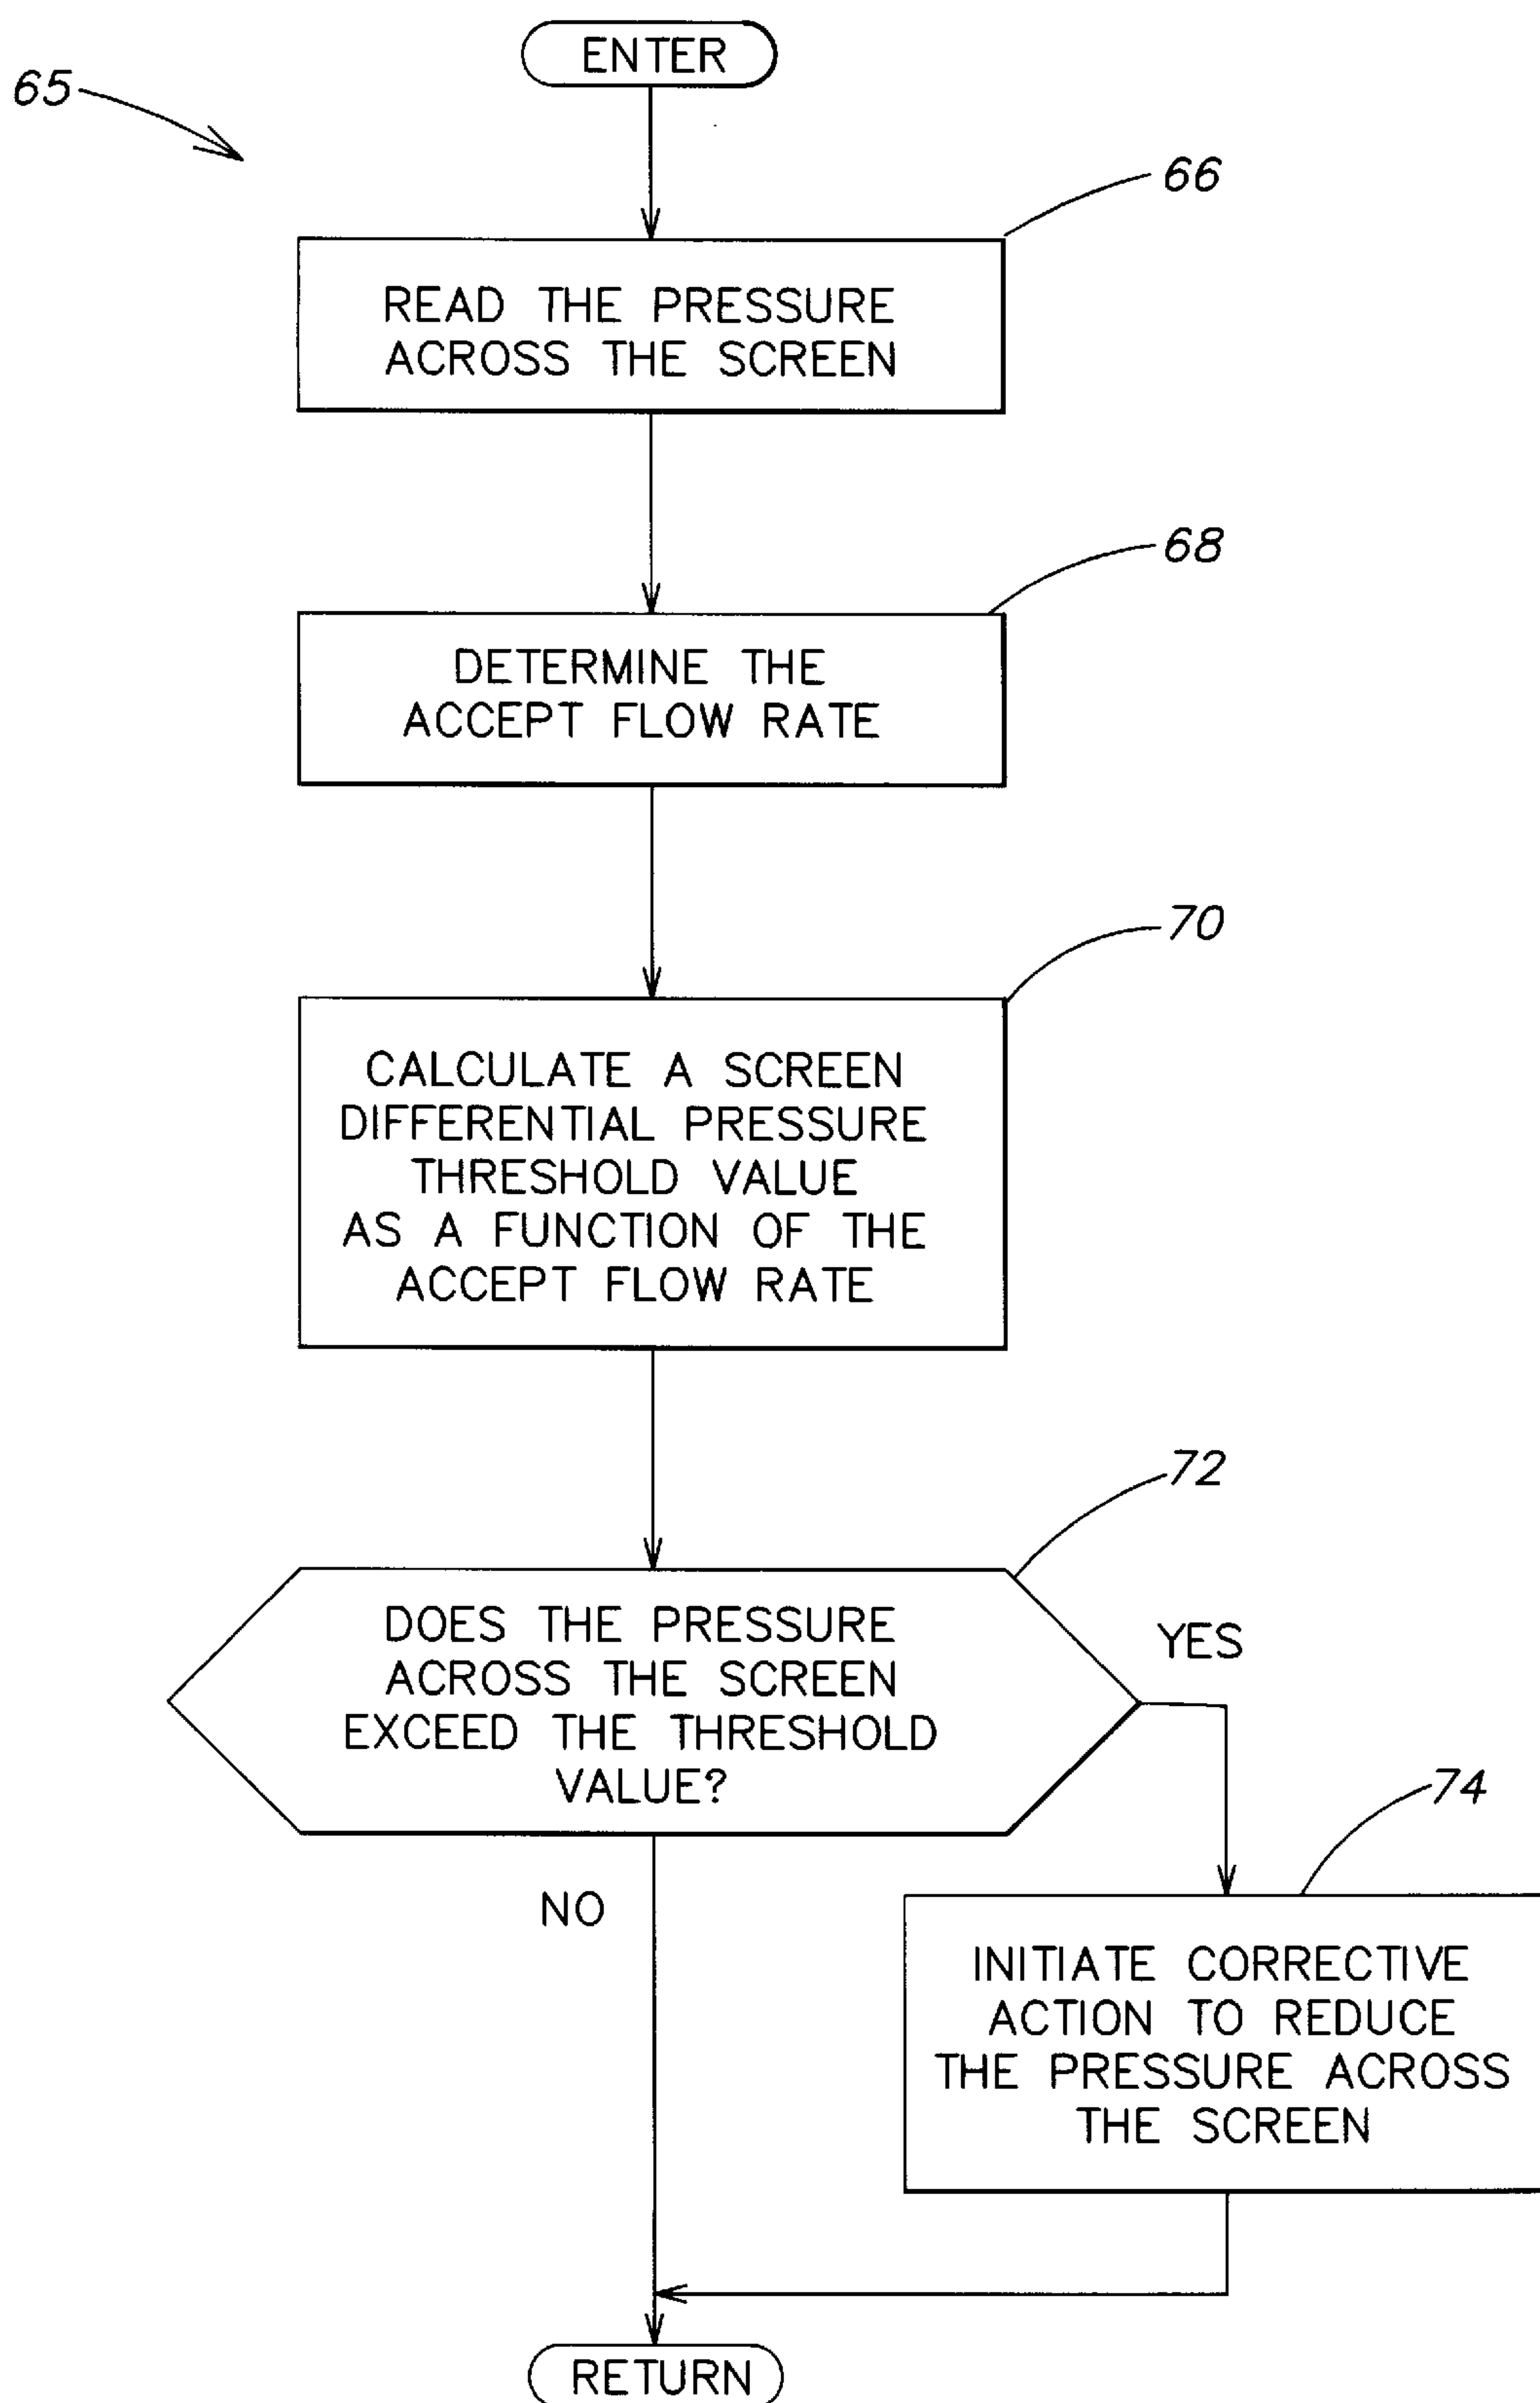 ENTER
65
66
READ THE PRESSURE
ACROSS THE SCREEN
68
DETERMINE THE
ACCEPT FLOW RATE
70
CALCULATE A SCREEN
DIFFERENTIAL PRESSURE
THRESHOLD VALUE
AS A FUNCTION OF THE
ACCEPT FLOW RATE
72
DOES THE PRESSURE
ACROSS THE SCREEN
EXCEED THE THRESHOLD
VALUE?
YES
74
NO
INITIATE CORRECTIVE
ACTION TO REDUCE
THE PRESSURE ACROSS
THE SCREEN
RETURN